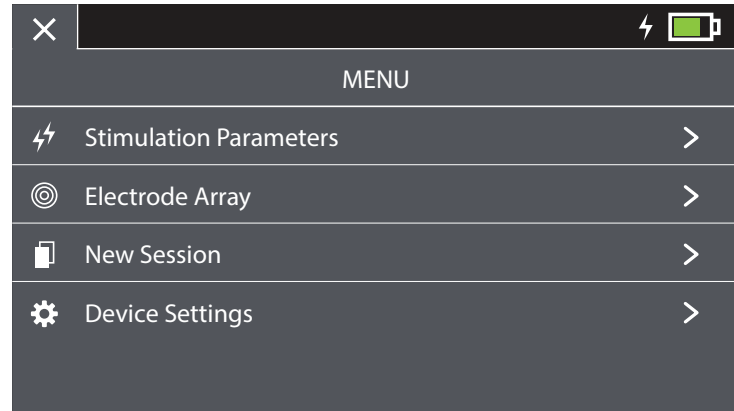 MENU
Stimulation Parameters
Electrode Array
New Session
Device Settings